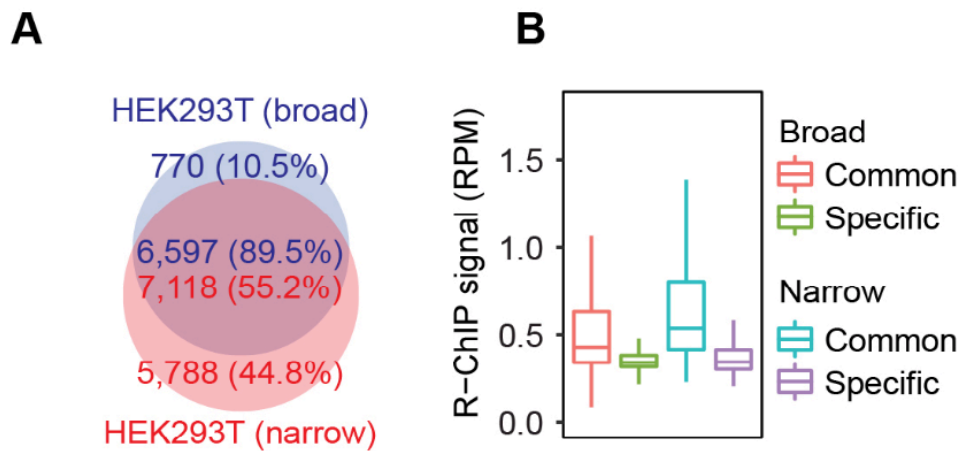 A
HEK293T (broad)
770 (10.5%)
6,597 (89.5%)
7,118 (55.2%)
5,788 (44.8%)
HEK293T (narrow)
B
R−ChIP signal (RPM)
1.5
1.0
0.5
0.0
Broad
Common
Specific
Narrow
Common
Specific